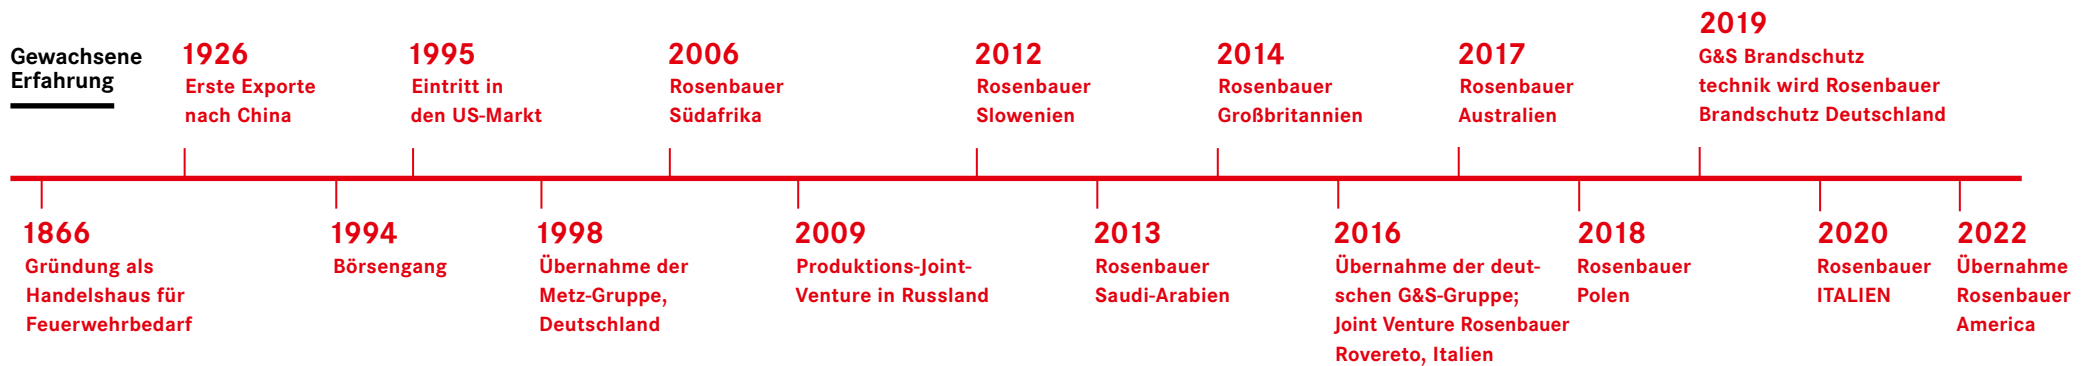 Gewachsene
Erfahrung
1926
Erste Exporte
nach China
1995
Eintritt in
den US-Markt
2006
Rosenbauer
Südafrika
2012
Rosenbauer
Slowenien
2014
Rosenbauer
Großbritannien
2017
Rosenbauer
Australien
2019
G&S Brandschutz
technik wird Rosenbauer
Brandschutz Deutschland
1866
Gründung als
Handelshaus für
Feuerwehrbedarf
1994
Börsengang
1998
Übernahme der
Metz-Gruppe,
Deutschland
2009
Produktions-Joint-
Venture in Russland
2013
Rosenbauer
Saudi-Arabien
2016
Übernahme der deut-
schen G&S-Gruppe;
Joint Venture Rosenbauer
Rovereto, Italien
2018
Rosenbauer
Polen
2020
Rosenbauer
ITALIEN
2022
Übernahme
Rosenbauer
America